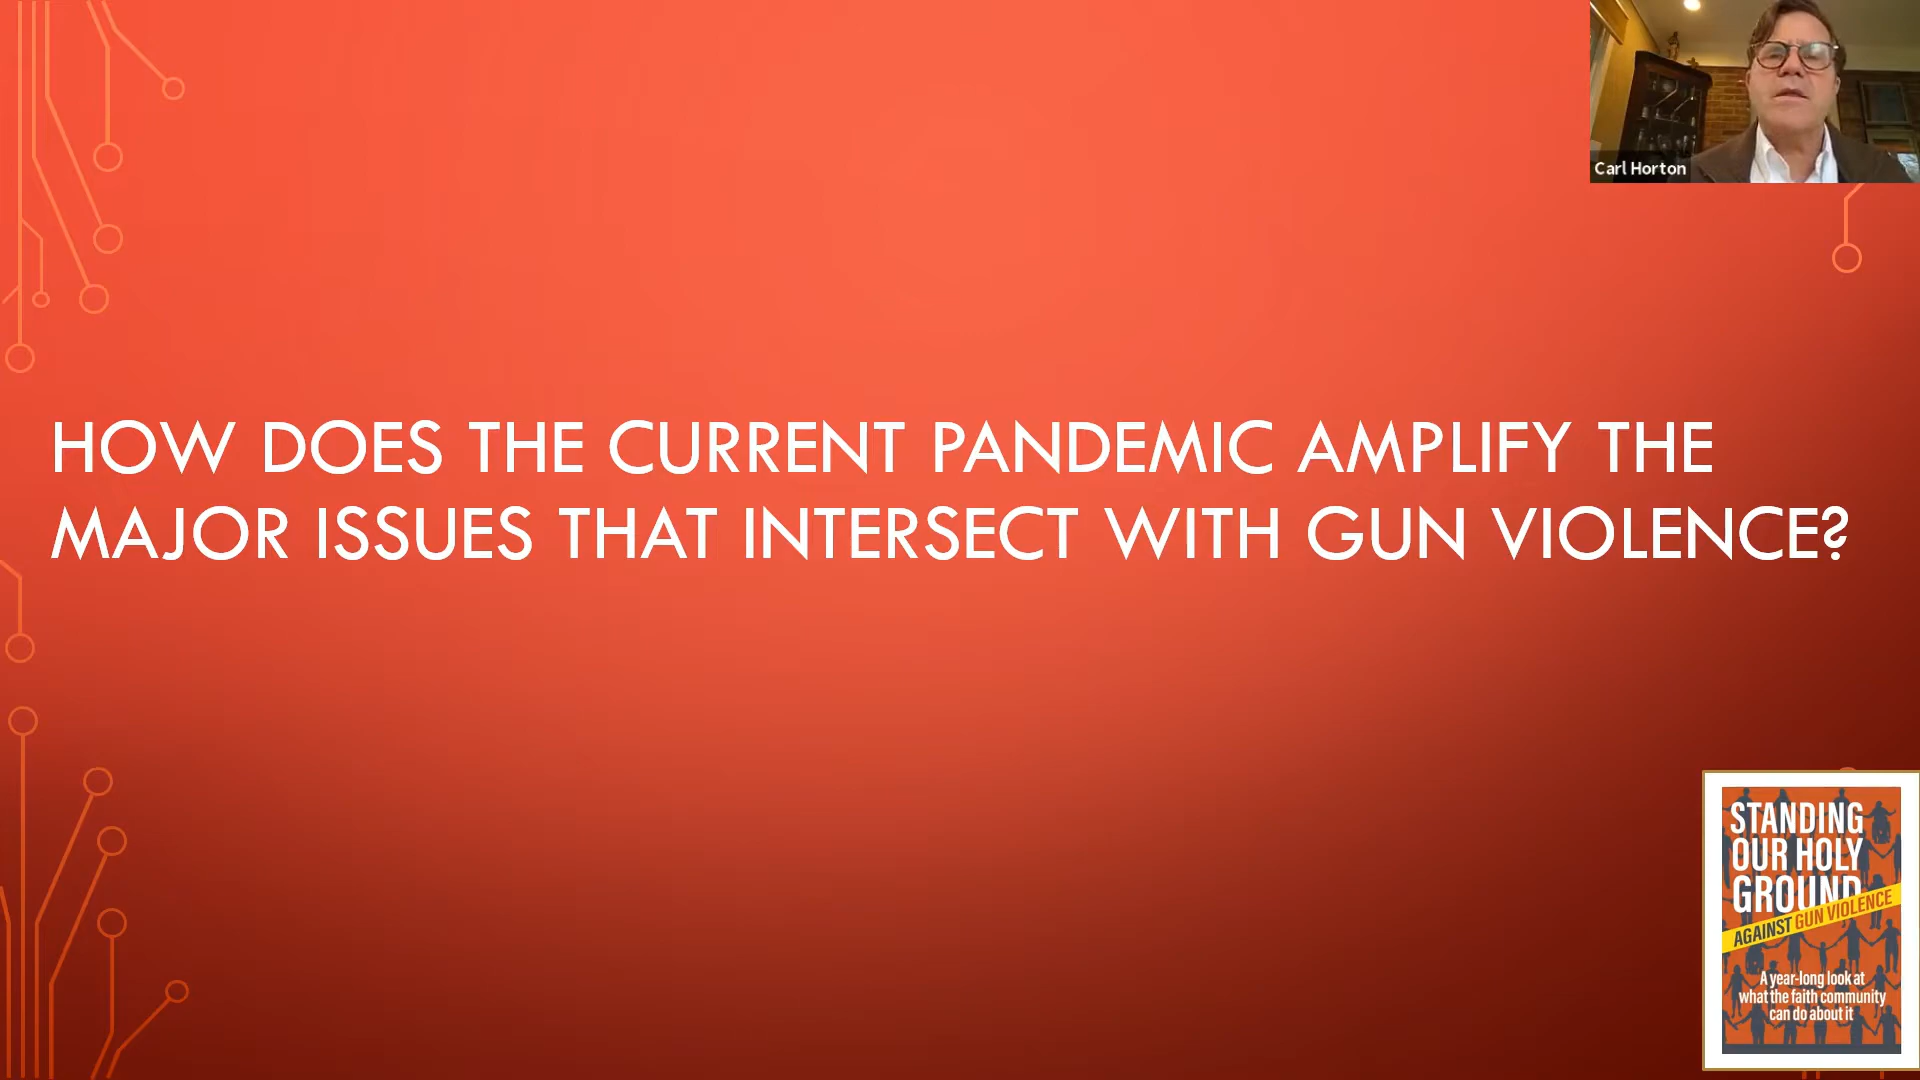 Carl Horton
HOW DOES THE CURRENT PANDEMIC AMPLIFY THE
MAJOR ISSUES THAT INTERSECT WITH GUN VIOLENCE?
STANDING
OUR HOLY
GROUND
AGAINST GUN VIOLENCE
A year-long look at
what the faith community
can do about it